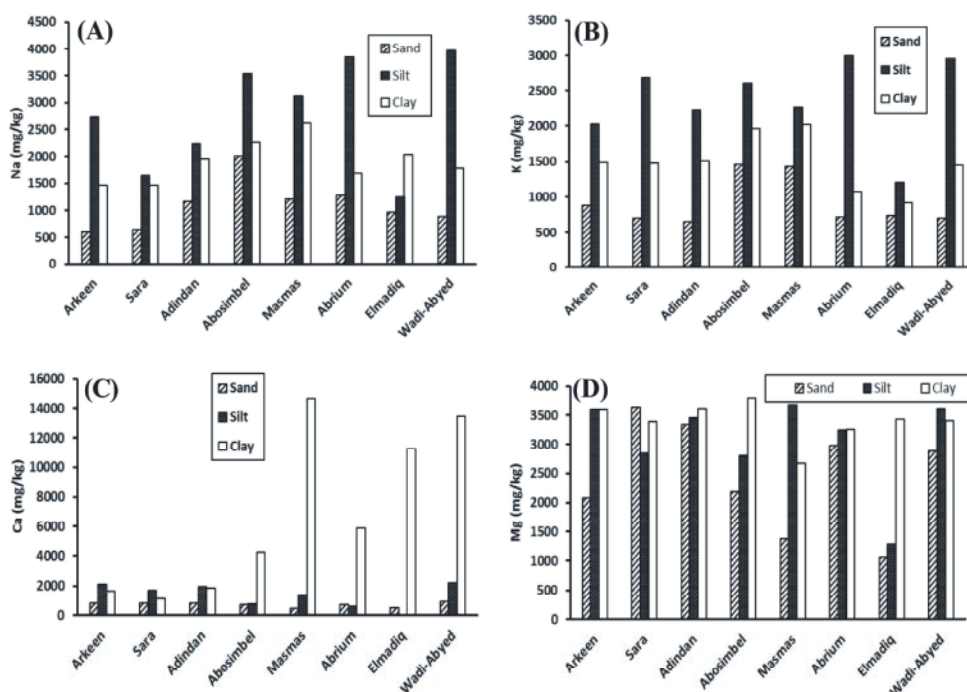 (A)
Na (mg/kg)
4500
4000
3500
3000
2500
2000
1500
1000
500
0
Sand
Silt
Clay
Arkeen
Sara
Adindan
Abosimbel
Masmas
Abrium
Elmadiq
Wadi-Abyed
(B)
K (mg/kg)
3500
3000
2500
2000
1500
1000
500
0
Sand
Silt
Clay
Arkeen
Sara
Adindan
Abosimbel
Masmas
Abrium
Elmadiq
Wadi-Abyed
(C)
Ca (mg/kg)
16000
14000
12000
10000
8000
6000
4000
2000
0
Sand
Silt
Clay
Arkeen
Sara
Adindan
Abosimbel
Masmas
Abrium
Elmadiq
Wadi-Abyed
(D)
Mg (mg/kg)
4000
3500
3000
2500
2000
1500
1000
500
0
Sand Silt Clay
Arkeen
Sara
Adindan
Abosimbel
Masmas
Abrium
Elmadiq
Wadi-Abyed